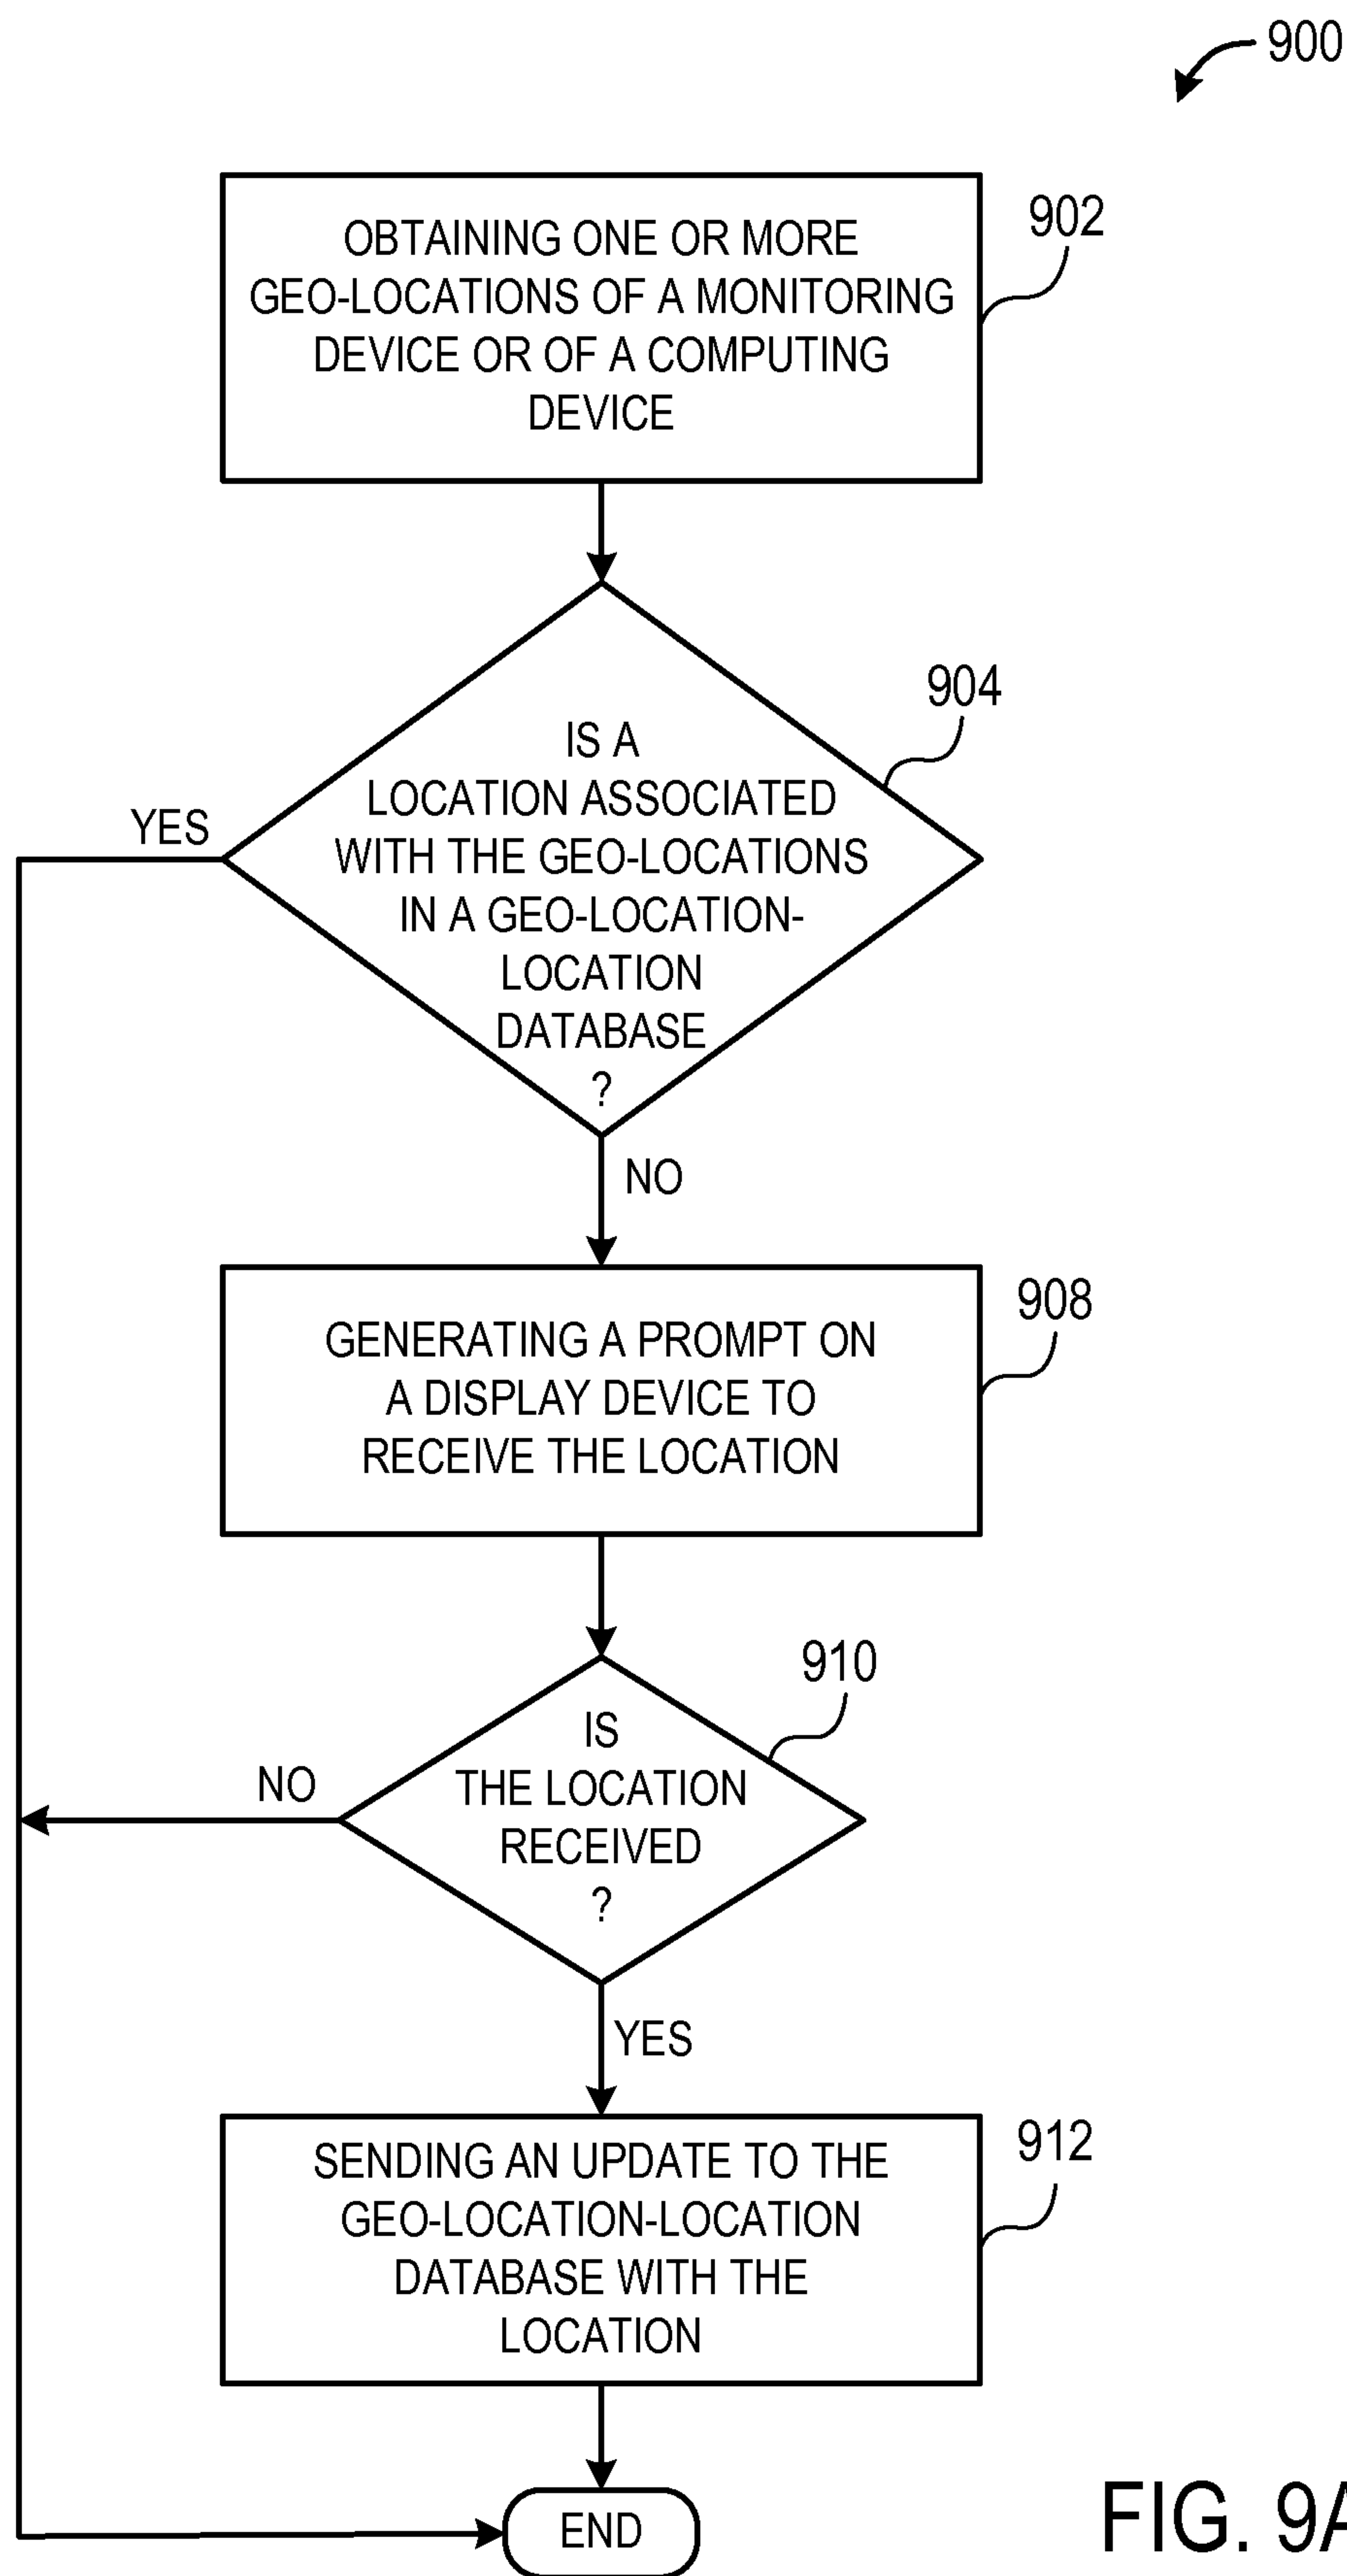 900
OBTAINING ONE OR MORE
GEO-LOCATIONS OF A MONITORING
DEVICE OR OF A COMPUTING
DEVICE
902
IS A
LOCATION ASSOCIATED
WITH THE GEO-LOCATIONS
IN A GEO-LOCATION-
LOCATION
DATABASE
?
904
YES
NO
GENERATING A PROMPT ON
A DISPLAY DEVICE TO
RECEIVE THE LOCATION
908
IS
THE LOCATION
RECEIVED
?
910
NO
YES
SENDING AN UPDATE TO THE
GEO-LOCATION-LOCATION
DATABASE WITH THE
LOCATION
912
END
FIG. 9A